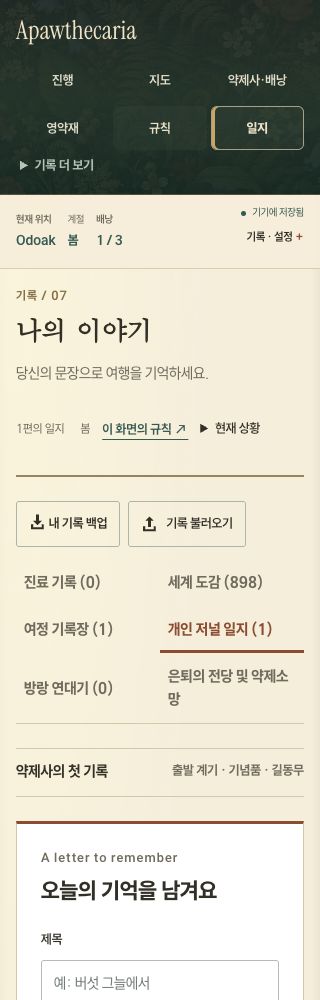 Apawthecaria
진행 지도 약제사·배낭
영약재 규칙 일지
▶ 기록 더 보기
현재 위치 계절 배낭 ● 기기에 저장됨
Odoak 봄 1 / 3 기록 · 설정 +
기록 / 07
나의 이야기
당신의 문장으로 여행을 기억하세요.
1편의 일지 봄 이 화면의 규칙 ↗ ▶ 현재 상황
내 기록 백업 기록 불러오기
진료 기록 (0) 세계 도감 (898)
여정 기록장 (1) 개인 저널 일지 (1)
방랑 연대기 (0) 은퇴의 전당 및 약제소
망
약제사의 첫 기록 출발 계기 · 기념품 · 길동무
A letter to remember
오늘의 기억을 남겨요
제목
예: 버섯 그늘에서